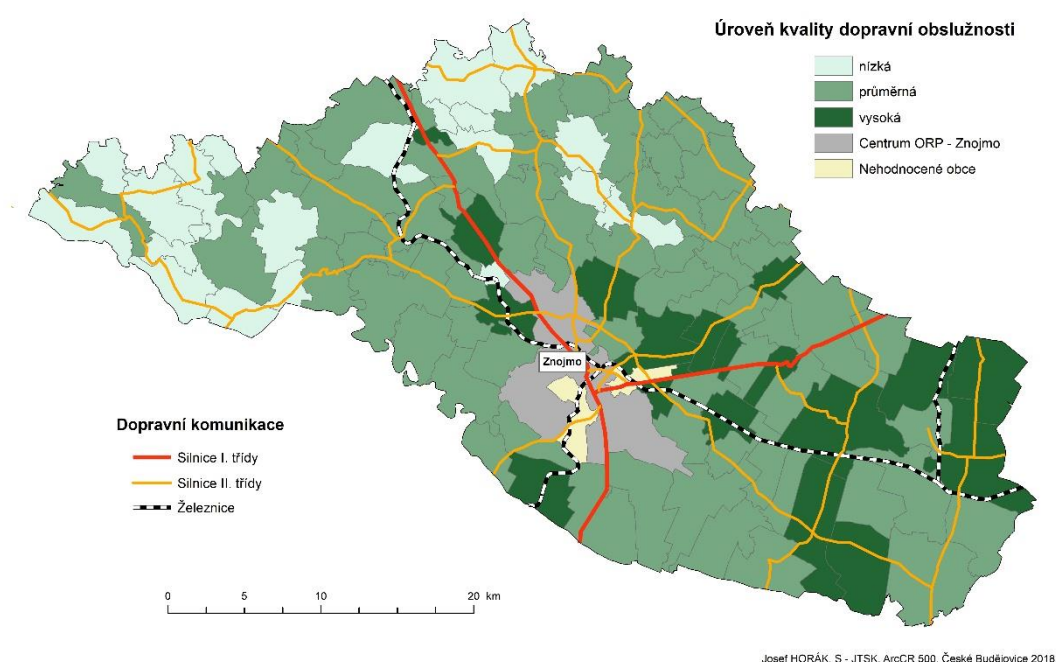 Úroveň kvality dopravní obslužnosti
nízká
průměrná
vysoká
Centrum ORP - Znojmo
Nehodnocené obce
Znojmo
Dopravní komunikace
Silnice I. třídy
Silnice II. třídy
Železnice
0 5 10 20 km
Josef HORÁK, S - JTSK, ArcCR 500, České Budějovice 2018